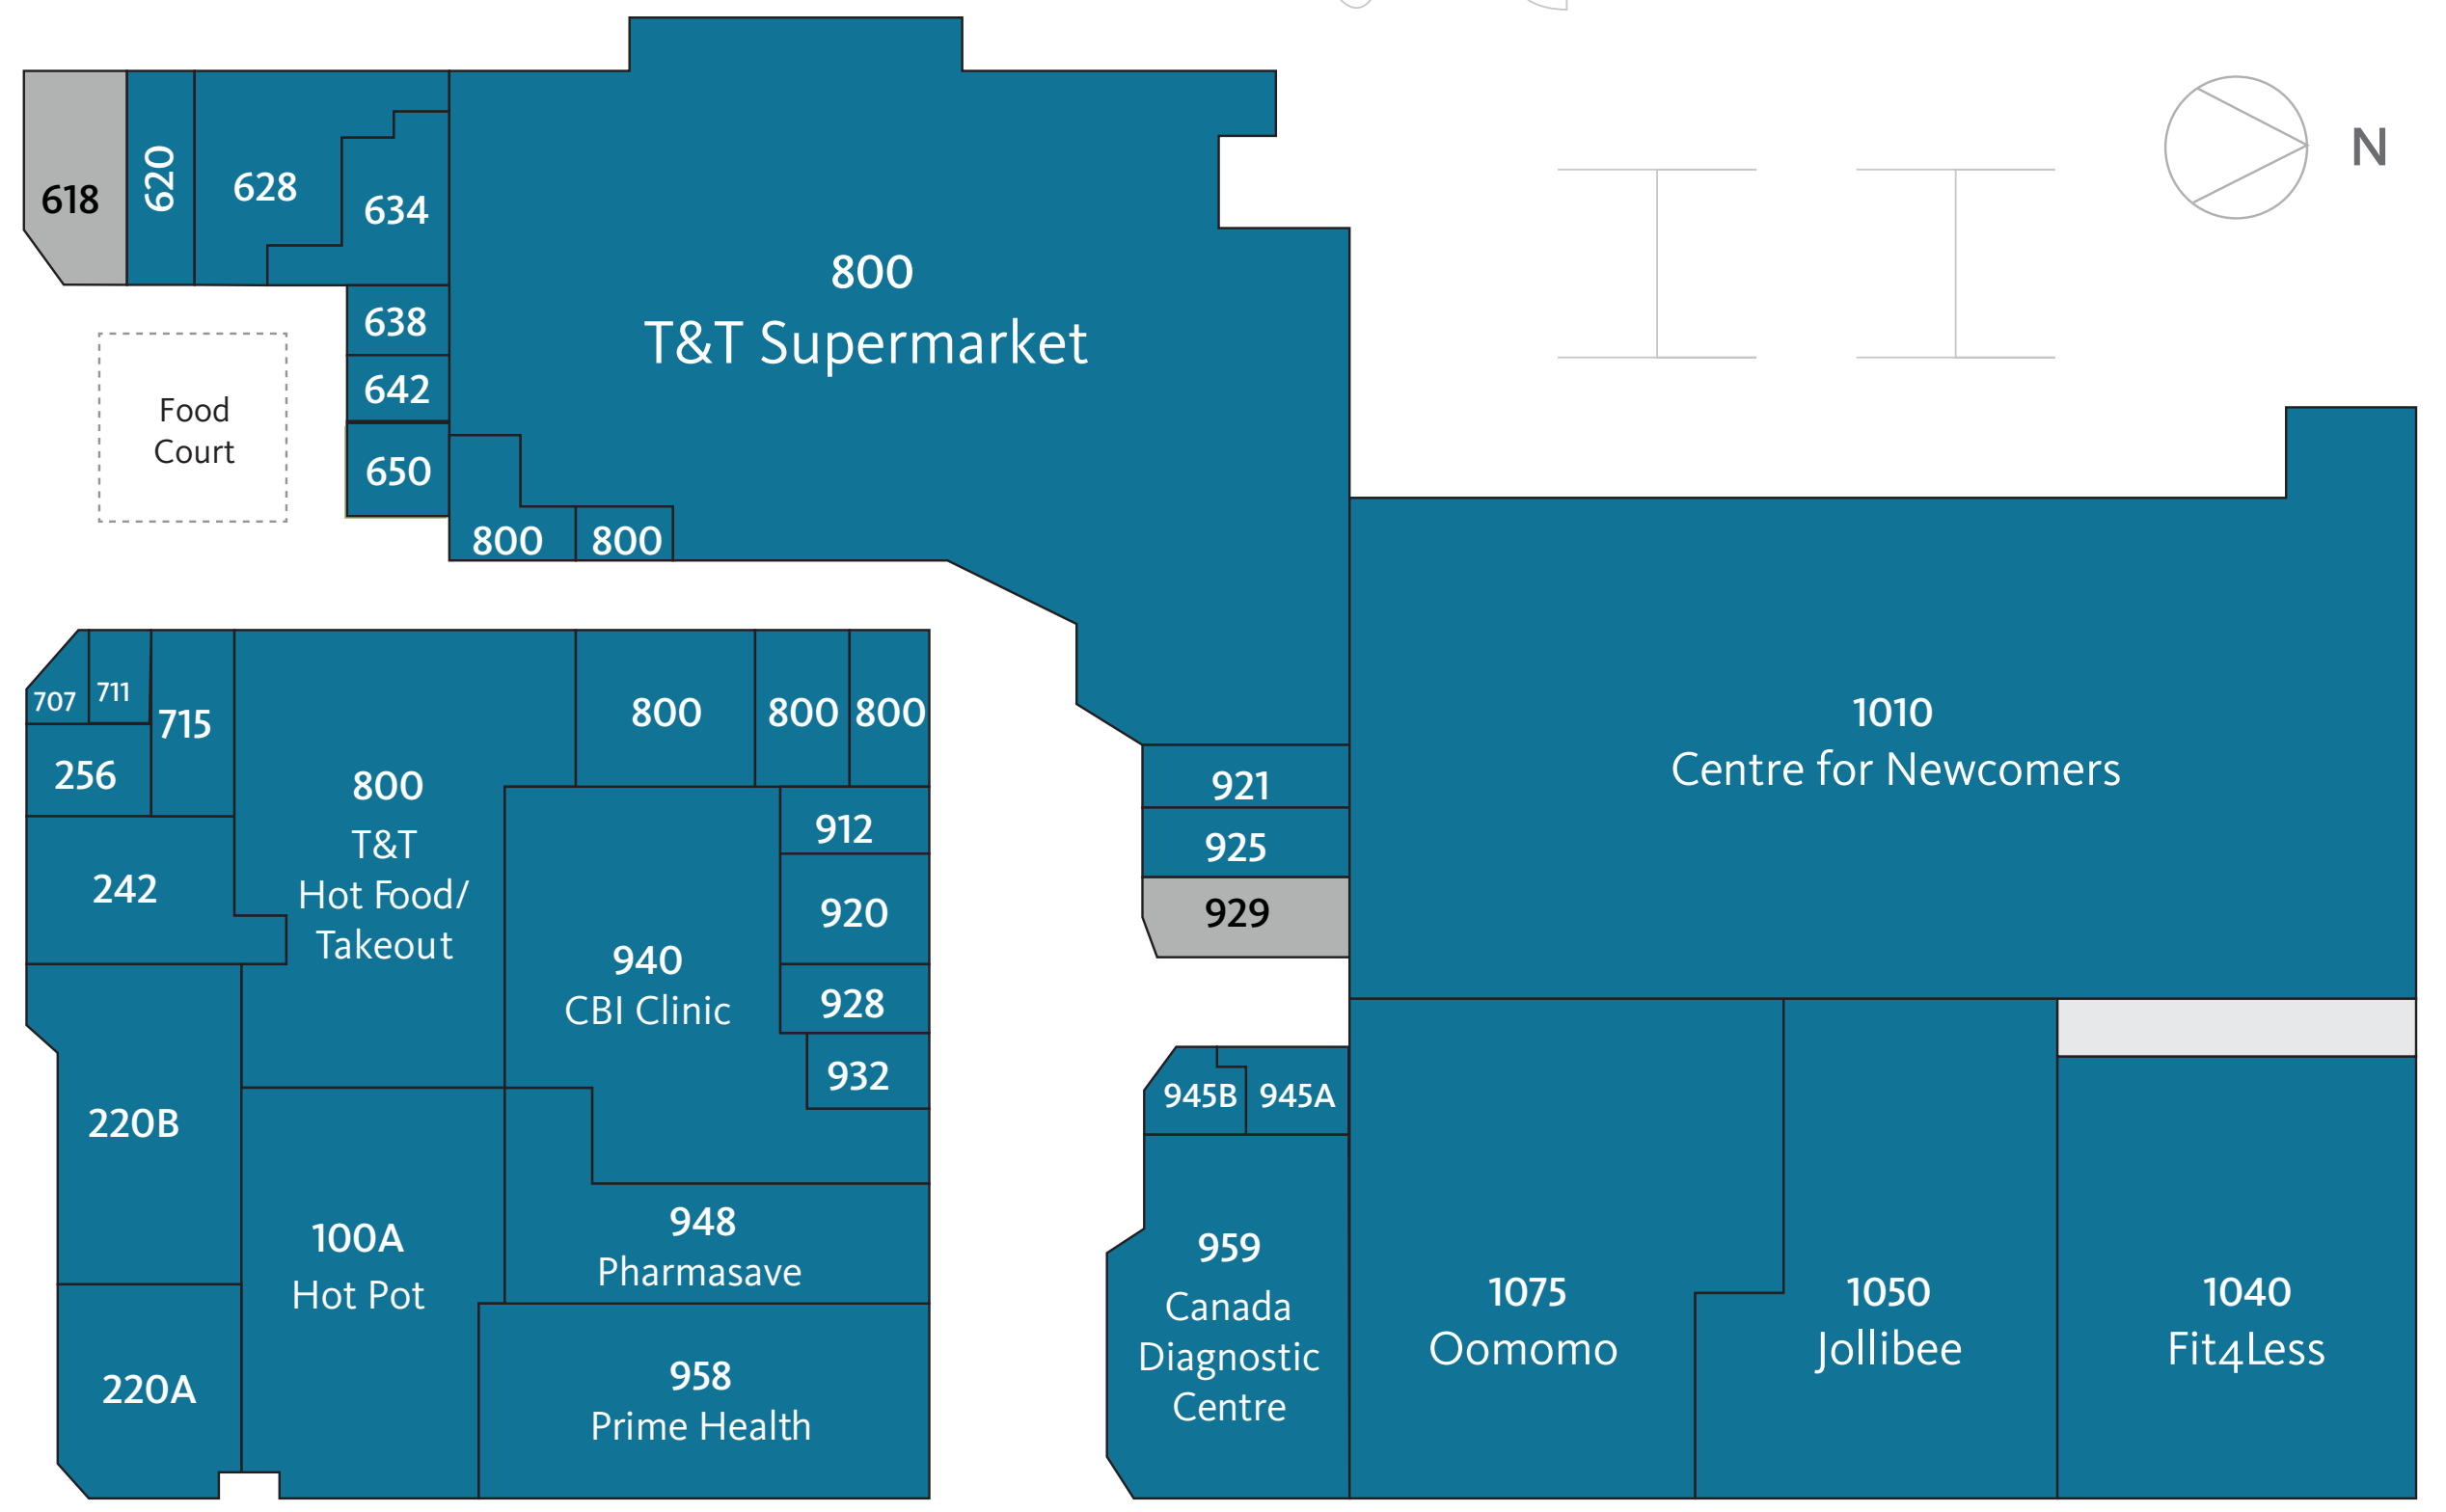 N
618
620
628
634
638
642
650
Food
Court
800
T&T Supermarket
800
800
707
711
715
256
242
800
T&T
Hot Food/
Takeout
800
800
800
912
920
928
932
940
CBI Clinic
220B
220A
100A
Hot Pot
948
Pharmasave
958
Prime Health
921
925
929
945B
945A
959
Canada
Diagnostic
Centre
1010
Centre for Newcomers
1075
Oomomo
1050
Jollibee
1040
Fit4Less